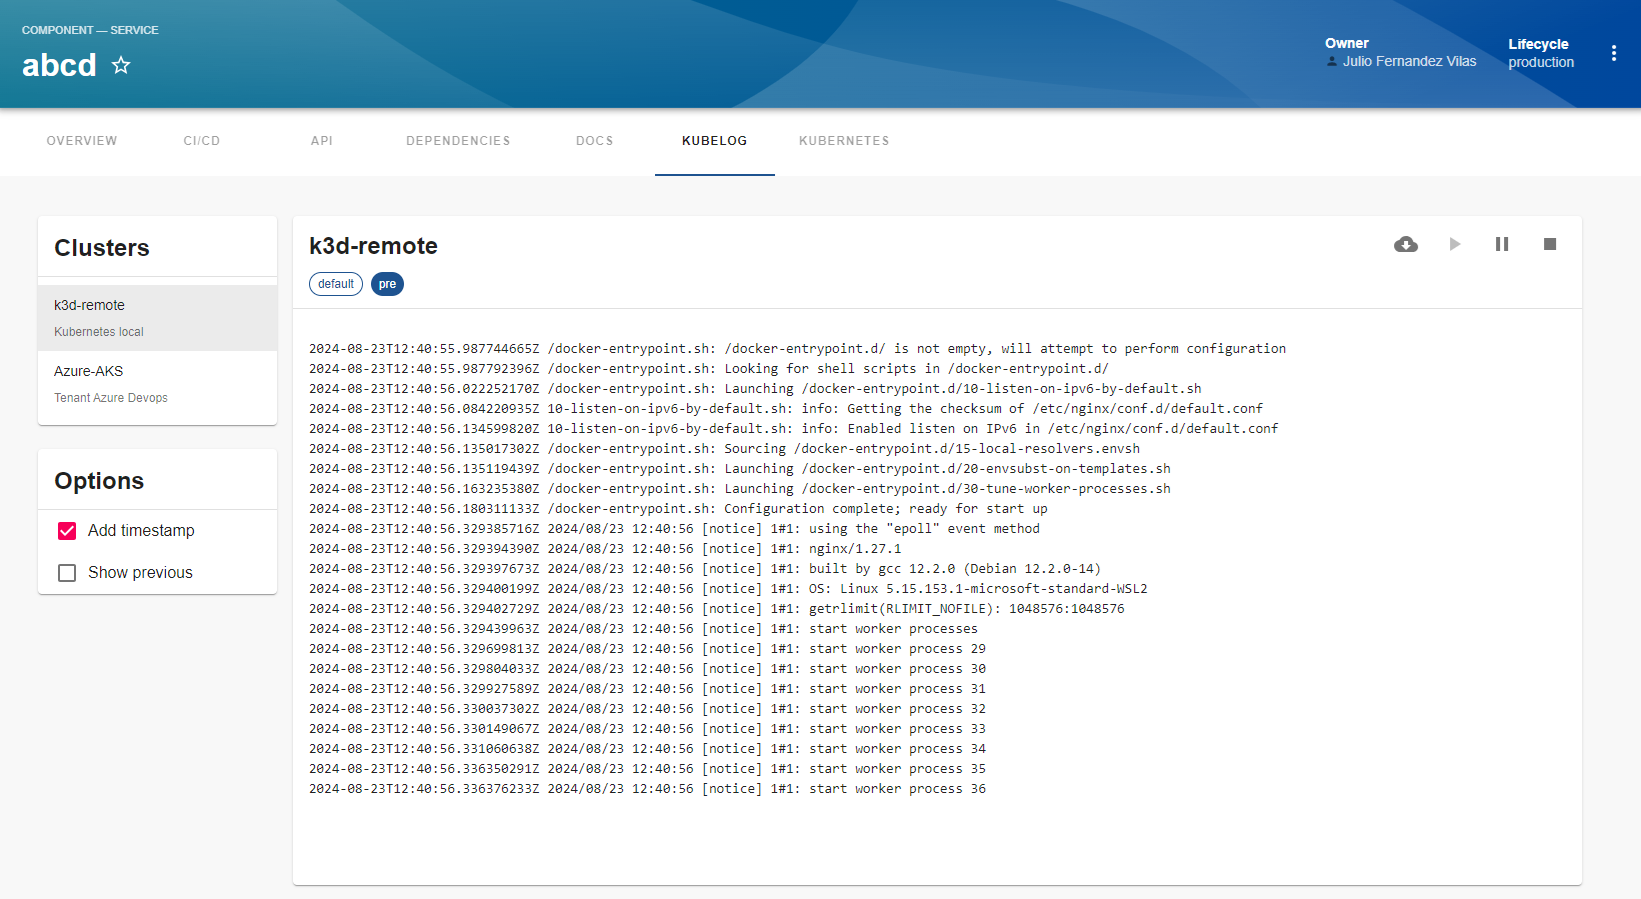 COMPONENT — SERVICE
abcd
Owner
Julio Fernandez Vilas
Lifecycle
production
OVERVIEW
CI/CD
API
DEPENDENCIES
DOCS
KUBELOG
KUBERNETES
Clusters
k3d-remote
Kubernetes local
Azure-AKS
Tenant Azure Devops
Options
Add timestamp
Show previous
k3d-remote
default
pre
2024-08-23T12:40:55.987744665Z /docker-entrypoint.sh: /docker-entrypoint.d/ is not empty, will attempt to perform configuration
2024-08-23T12:40:55.987792396Z /docker-entrypoint.sh: Looking for shell scripts in /docker-entrypoint.d/
2024-08-23T12:40:56.022252170Z /docker-entrypoint.sh: Launching /docker-entrypoint.d/10-listen-on-ipv6-by-default.sh
2024-08-23T12:40:56.084220935Z 10-listen-on-ipv6-by-default.sh: info: Getting the checksum of /etc/nginx/conf.d/default.conf
2024-08-23T12:40:56.134599820Z 10-listen-on-ipv6-by-default.sh: info: Enabled listen on IPv6 in /etc/nginx/conf.d/default.conf
2024-08-23T12:40:56.135017302Z /docker-entrypoint.sh: Sourcing /docker-entrypoint.d/15-local-resolvers.envsh
2024-08-23T12:40:56.135119439Z /docker-entrypoint.sh: Launching /docker-entrypoint.d/20-envsubst-on-templates.sh
2024-08-23T12:40:56.163235380Z /docker-entrypoint.sh: Launching /docker-entrypoint.d/30-tune-worker-processes.sh
2024-08-23T12:40:56.180311133Z /docker-entrypoint.sh: Configuration complete; ready for start up
2024-08-23T12:40:56.329385716Z 2024/08/23 12:40:56 [notice] 1#1: using the "epoll" event method
2024-08-23T12:40:56.329394390Z 2024/08/23 12:40:56 [notice] 1#1: nginx/1.27.1
2024-08-23T12:40:56.329397673Z 2024/08/23 12:40:56 [notice] 1#1: built by gcc 12.2.0 (Debian 12.2.0-14)
2024-08-23T12:40:56.329400199Z 2024/08/23 12:40:56 [notice] 1#1: OS: Linux 5.15.153.1-microsoft-standard-WSL2
2024-08-23T12:40:56.329402729Z 2024/08/23 12:40:56 [notice] 1#1: getrlimit(RLIMIT_NOFILE): 1048576:1048576
2024-08-23T12:40:56.329439963Z 2024/08/23 12:40:56 [notice] 1#1: start worker processes
2024-08-23T12:40:56.329699813Z 2024/08/23 12:40:56 [notice] 1#1: start worker process 29
2024-08-23T12:40:56.329804033Z 2024/08/23 12:40:56 [notice] 1#1: start worker process 30
2024-08-23T12:40:56.329927589Z 2024/08/23 12:40:56 [notice] 1#1: start worker process 31
2024-08-23T12:40:56.330037302Z 2024/08/23 12:40:56 [notice] 1#1: start worker process 32
2024-08-23T12:40:56.330149067Z 2024/08/23 12:40:56 [notice] 1#1: start worker process 33
2024-08-23T12:40:56.331060638Z 2024/08/23 12:40:56 [notice] 1#1: start worker process 34
2024-08-23T12:40:56.336350291Z 2024/08/23 12:40:56 [notice] 1#1: start worker process 35
2024-08-23T12:40:56.336376233Z 2024/08/23 12:40:56 [notice] 1#1: start worker process 36